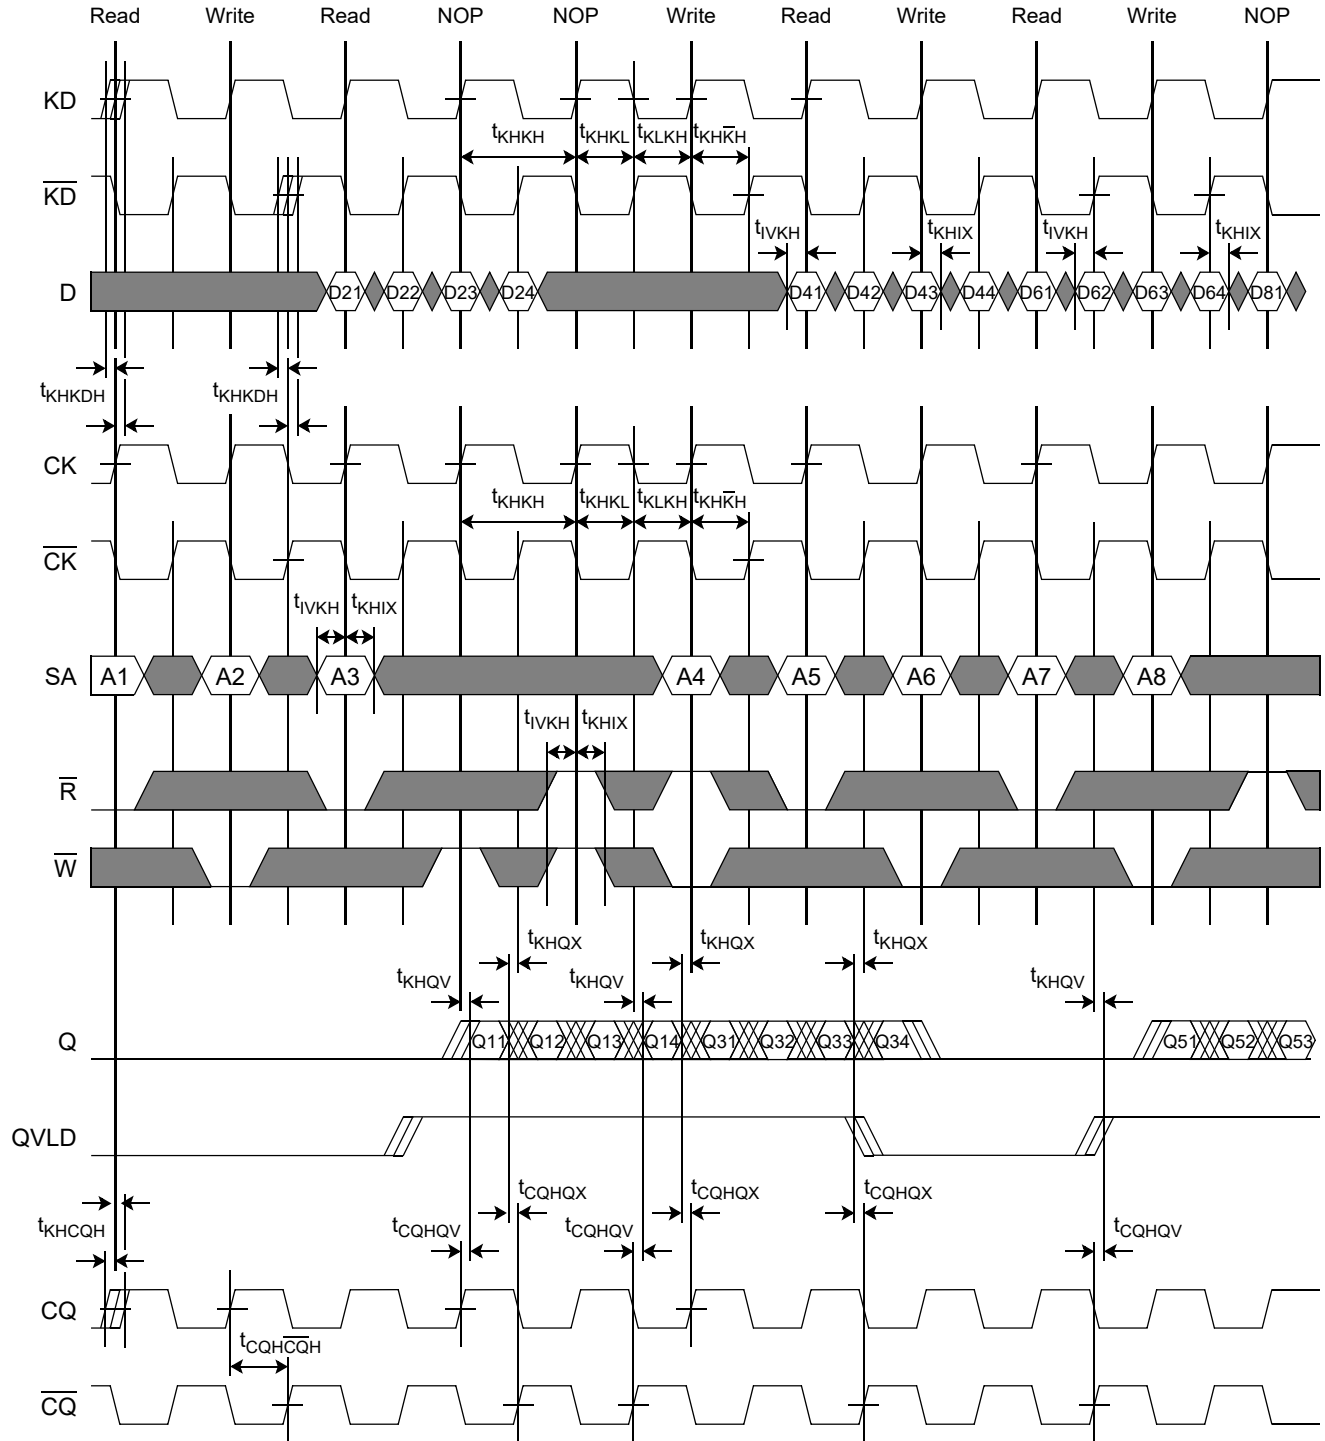 Read Write Read NOP NOP Write Read Write Read Write NOP
KD
tKHKH tKHKL tKLKH tKHK̅H
K̅D̅
tIVKH tKHIX tIVKH tKHIX
D D21 D22 D23 D24 D41 D42 D43 D44 D61 D62 D63 D64 D81
tKHKDH tKHKDH
CK
tKHKH tKHKL tKLKH tKHK̅H
C̅K̅
tIVKH tKHIX
SA A1 A2 A3 A4 A5 A6 A7 A8
tIVKH tKHIX
R̅
W̅
tKHQX tKHQX tKHQX
tKHQV tKHQV tKHQV
Q Q11 Q12 Q13 Q14 Q31 Q32 Q33 Q34 Q51 Q52 Q53
QVLD
tCQHQX tCQHQX tCQHQX
tKHCQH tCQHQV tCQHQV tCQHQV
CQ
tCQHC̅Q̅H
C̅Q̅